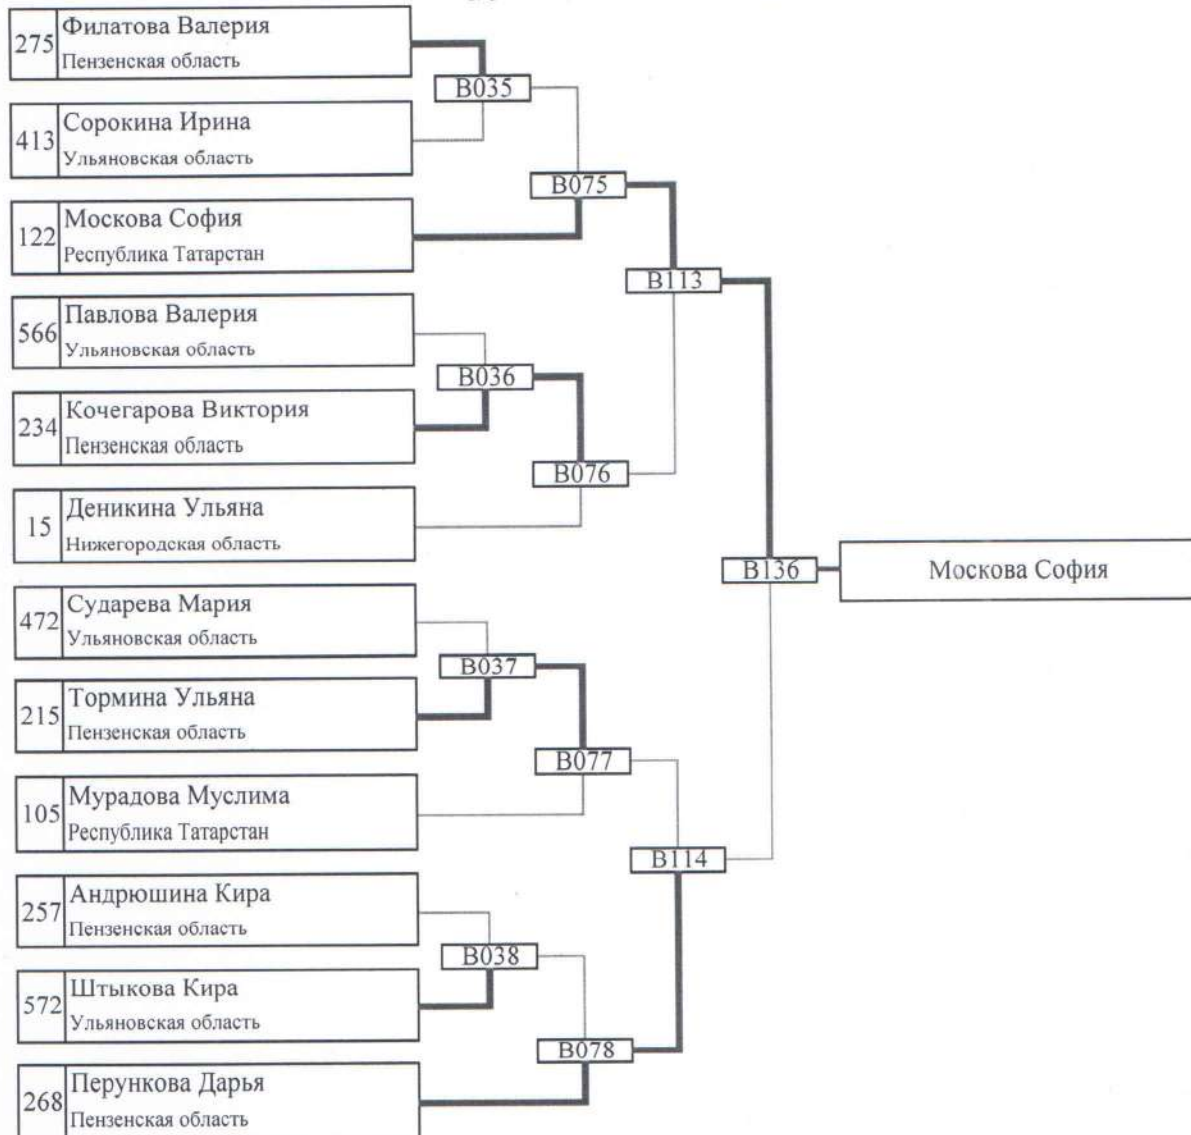 275 Филатова Валерия
Пензенская область
B035
413 Сорокина Ирина
Ульяновская область
B075
122 Москова София
Республика Татарстан
B113
566 Павлова Валерия
Ульяновская область
B036
234 Кочегарова Виктория
Пензенская область
B076
15 Деникина Ульяна
Нижегородская область
B136 Москова София
472 Сударева Мария
Ульяновская область
B037
215 Тормина Ульяна
Пензенская область
B077
105 Мурадова Муслима
Республика Татарстан
B114
257 Андрюшина Кира
Пензенская область
B038
572 Штыкова Кира
Ульяновская область
B078
268 Перункова Дарья
Пензенская область